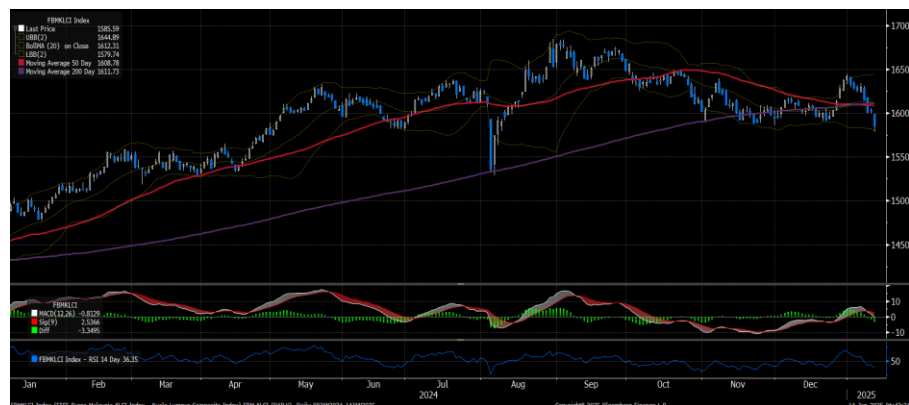 FBMKLCI Index
Last Price 1585.59
UBB(2) 1644.89
BollMA (20) on Close 1612.31
LBB(2) 1579.74
Moving Average 50 Day 1608.78
Moving Average 200 Day 1611.73
1700
1650
1600
1550
1500
1450
FBMKLCI
MACD(12,26) -0.8129
Sig(9) 2.5366
Diff -3.3495
10
0
-10
FBMKLCI Index - RSI 14 Day 36.35
50
Jan Feb Mar Apr May Jun Jul Aug Sep Oct Nov Dec Jan
2024 2025